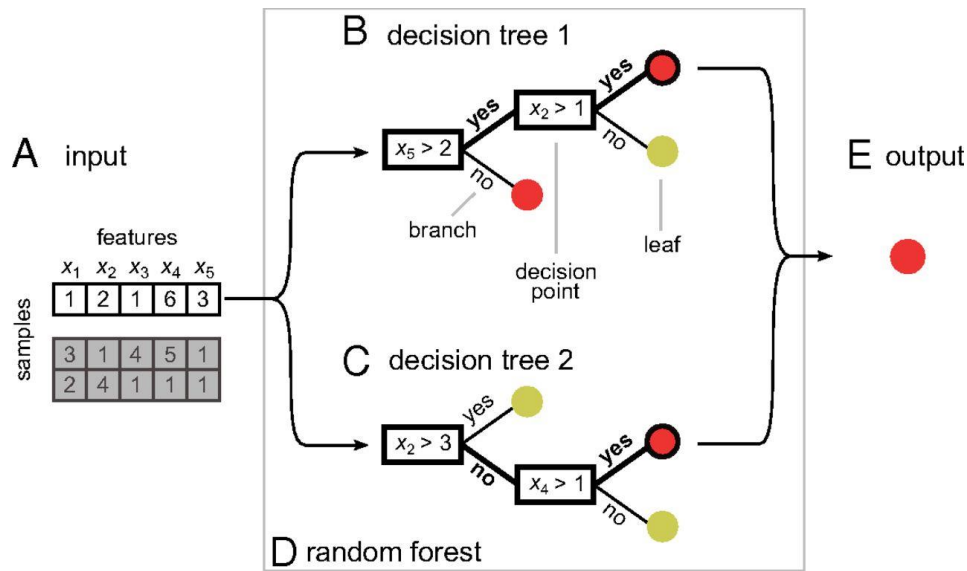 A input
features
x₁ x₂ x₃ x₄ x₅
1 2 1 6 3
samples
3 1 4 5 1
2 4 1 1 1
B decision tree 1
x₅ > 2
yes
no
x₂ > 1
yes
no
branch
decision
point
leaf
C decision tree 2
x₂ > 3
yes
no
x₄ > 1
yes
no
D random forest
E output